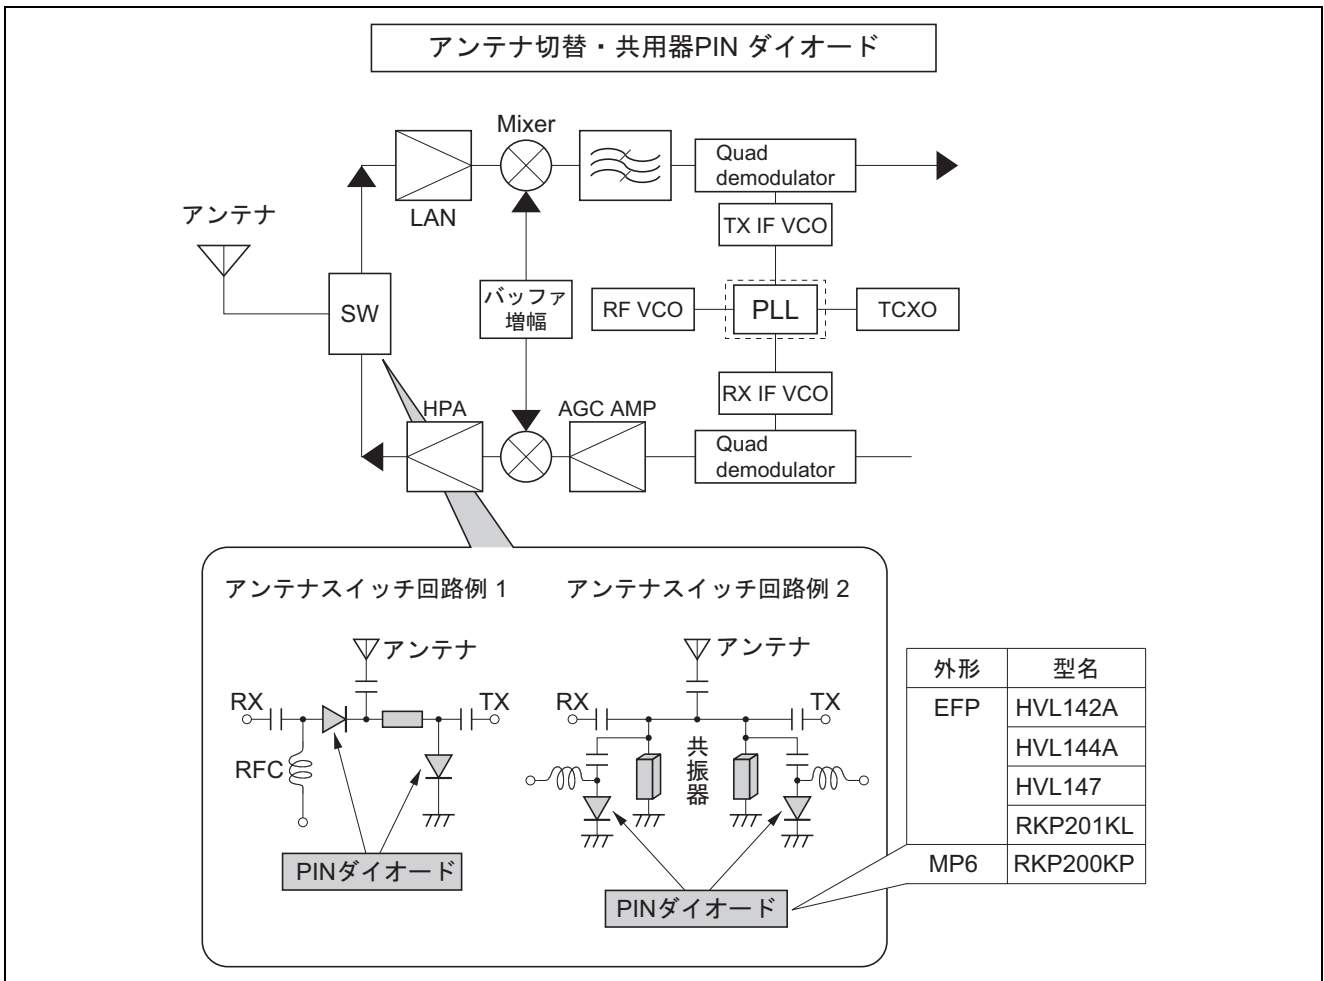 アンテナ切替・共用器PIN ダイオード
Mixer
Quad
demodulator
アンテナ
LAN
TX IF VCO
SW
バッファ
増幅
RF VCO
PLL
TCXO
RX IF VCO
HPA
AGC AMP
Quad
demodulator
アンテナスイッチ回路例 1
アンテナ
RX
TX
RFC
PINダイオード
アンテナスイッチ回路例 2
アンテナ
RX
TX
共振器
PINダイオード
外形 型名
EFP HVL142A
HVL144A
HVL147
RKP201KL
MP6 RKP200KP